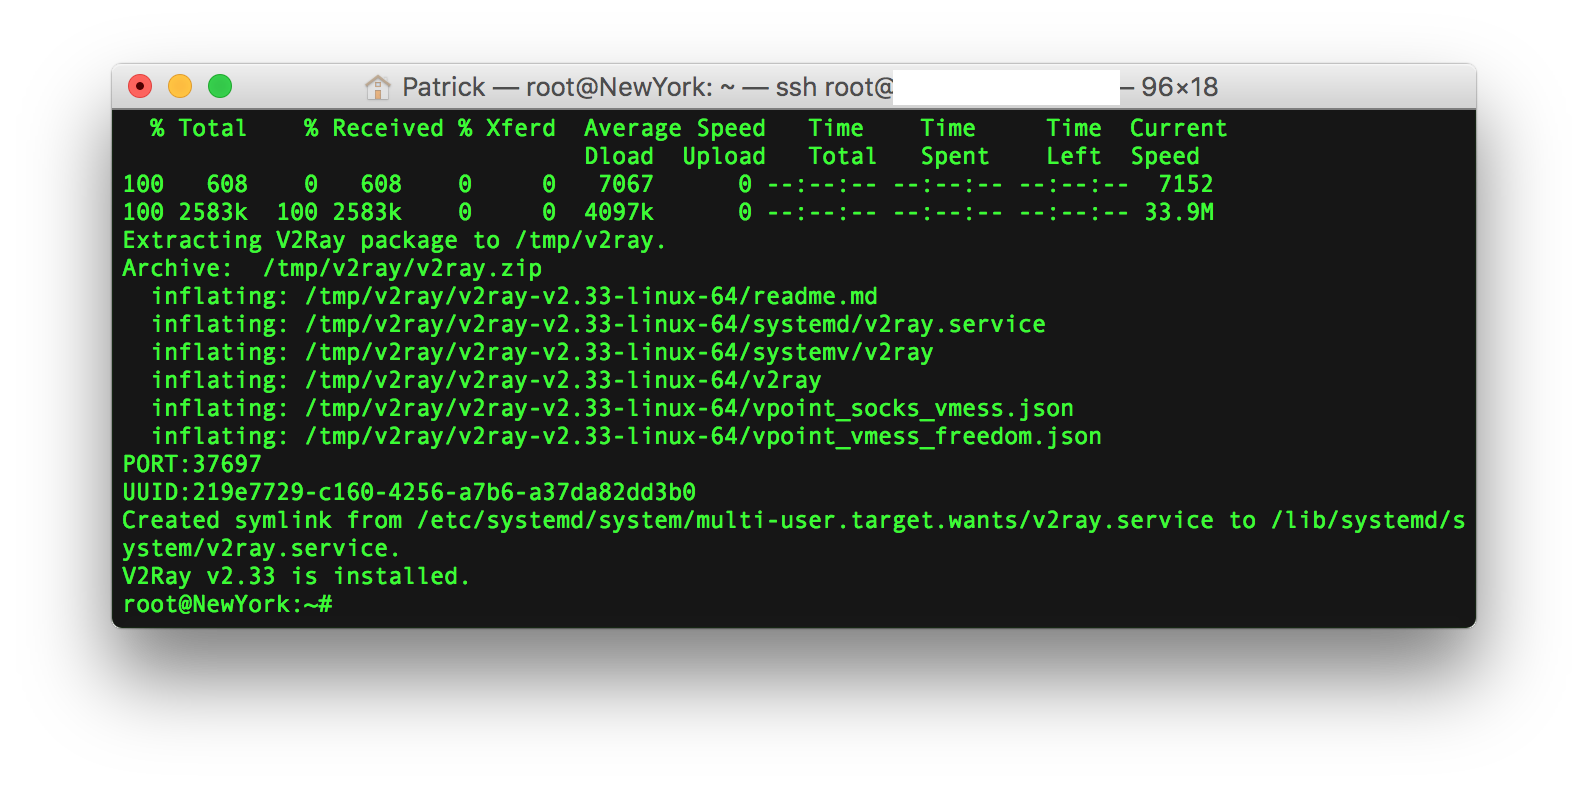 Patrick — root@NewYork: ~ — ssh root@ — 96×18
  % Total    % Received % Xferd  Average Speed   Time    Time     Time  Current
                                 Dload  Upload   Total   Spent    Left  Speed
100   608    0   608    0     0   7067      0 --:--:-- --:--:-- --:--:--  7152
100 2583k  100 2583k    0     0  4097k      0 --:--:-- --:--:-- --:--:-- 33.9M
Extracting V2Ray package to /tmp/v2ray.
Archive:  /tmp/v2ray/v2ray.zip
  inflating: /tmp/v2ray/v2ray-v2.33-linux-64/readme.md
  inflating: /tmp/v2ray/v2ray-v2.33-linux-64/systemd/v2ray.service
  inflating: /tmp/v2ray/v2ray-v2.33-linux-64/systemv/v2ray
  inflating: /tmp/v2ray/v2ray-v2.33-linux-64/v2ray
  inflating: /tmp/v2ray/v2ray-v2.33-linux-64/vpoint_socks_vmess.json
  inflating: /tmp/v2ray/v2ray-v2.33-linux-64/vpoint_vmess_freedom.json
PORT:37697
UUID:219e7729-c160-4256-a7b6-a37da82dd3b0
Created symlink from /etc/systemd/system/multi-user.target.wants/v2ray.service to /lib/systemd/s
ystem/v2ray.service.
V2Ray v2.33 is installed.
root@NewYork:~#